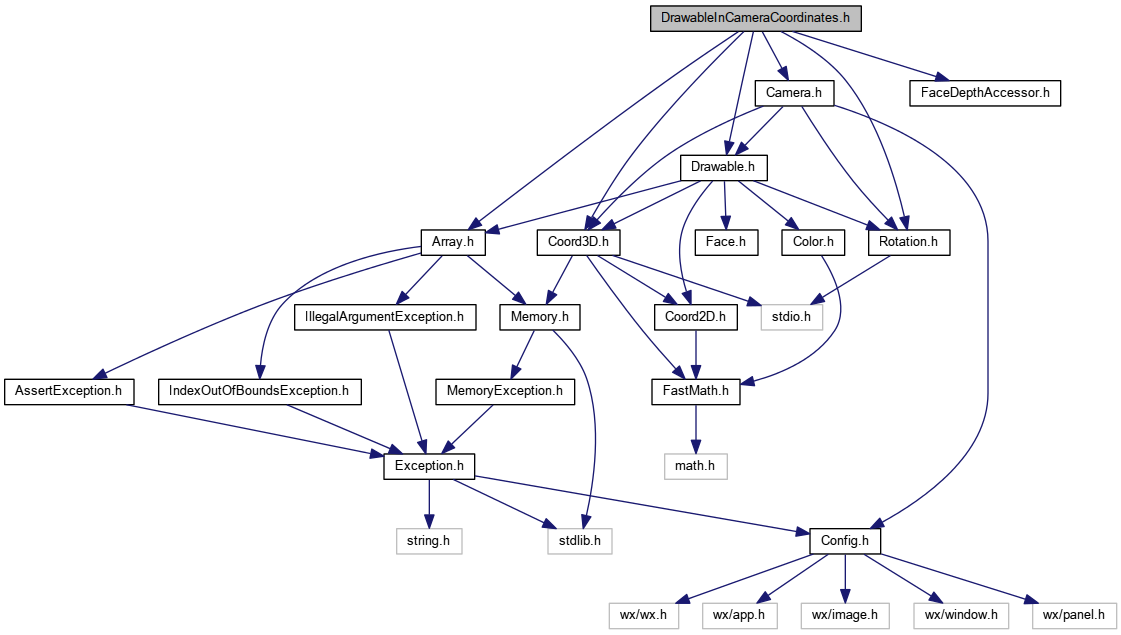 DrawableInCameraCoordinates.h
Camera.h
FaceDepthAccessor.h
Drawable.h
Array.h
Coord3D.h
Face.h
Color.h
Rotation.h
IllegalArgumentException.h
Memory.h
Coord2D.h
stdio.h
AssertException.h
IndexOutOfBoundsException.h
MemoryException.h
FastMath.h
Exception.h
math.h
string.h
stdlib.h
Config.h
wx/wx.h
wx/app.h
wx/image.h
wx/window.h
wx/panel.h